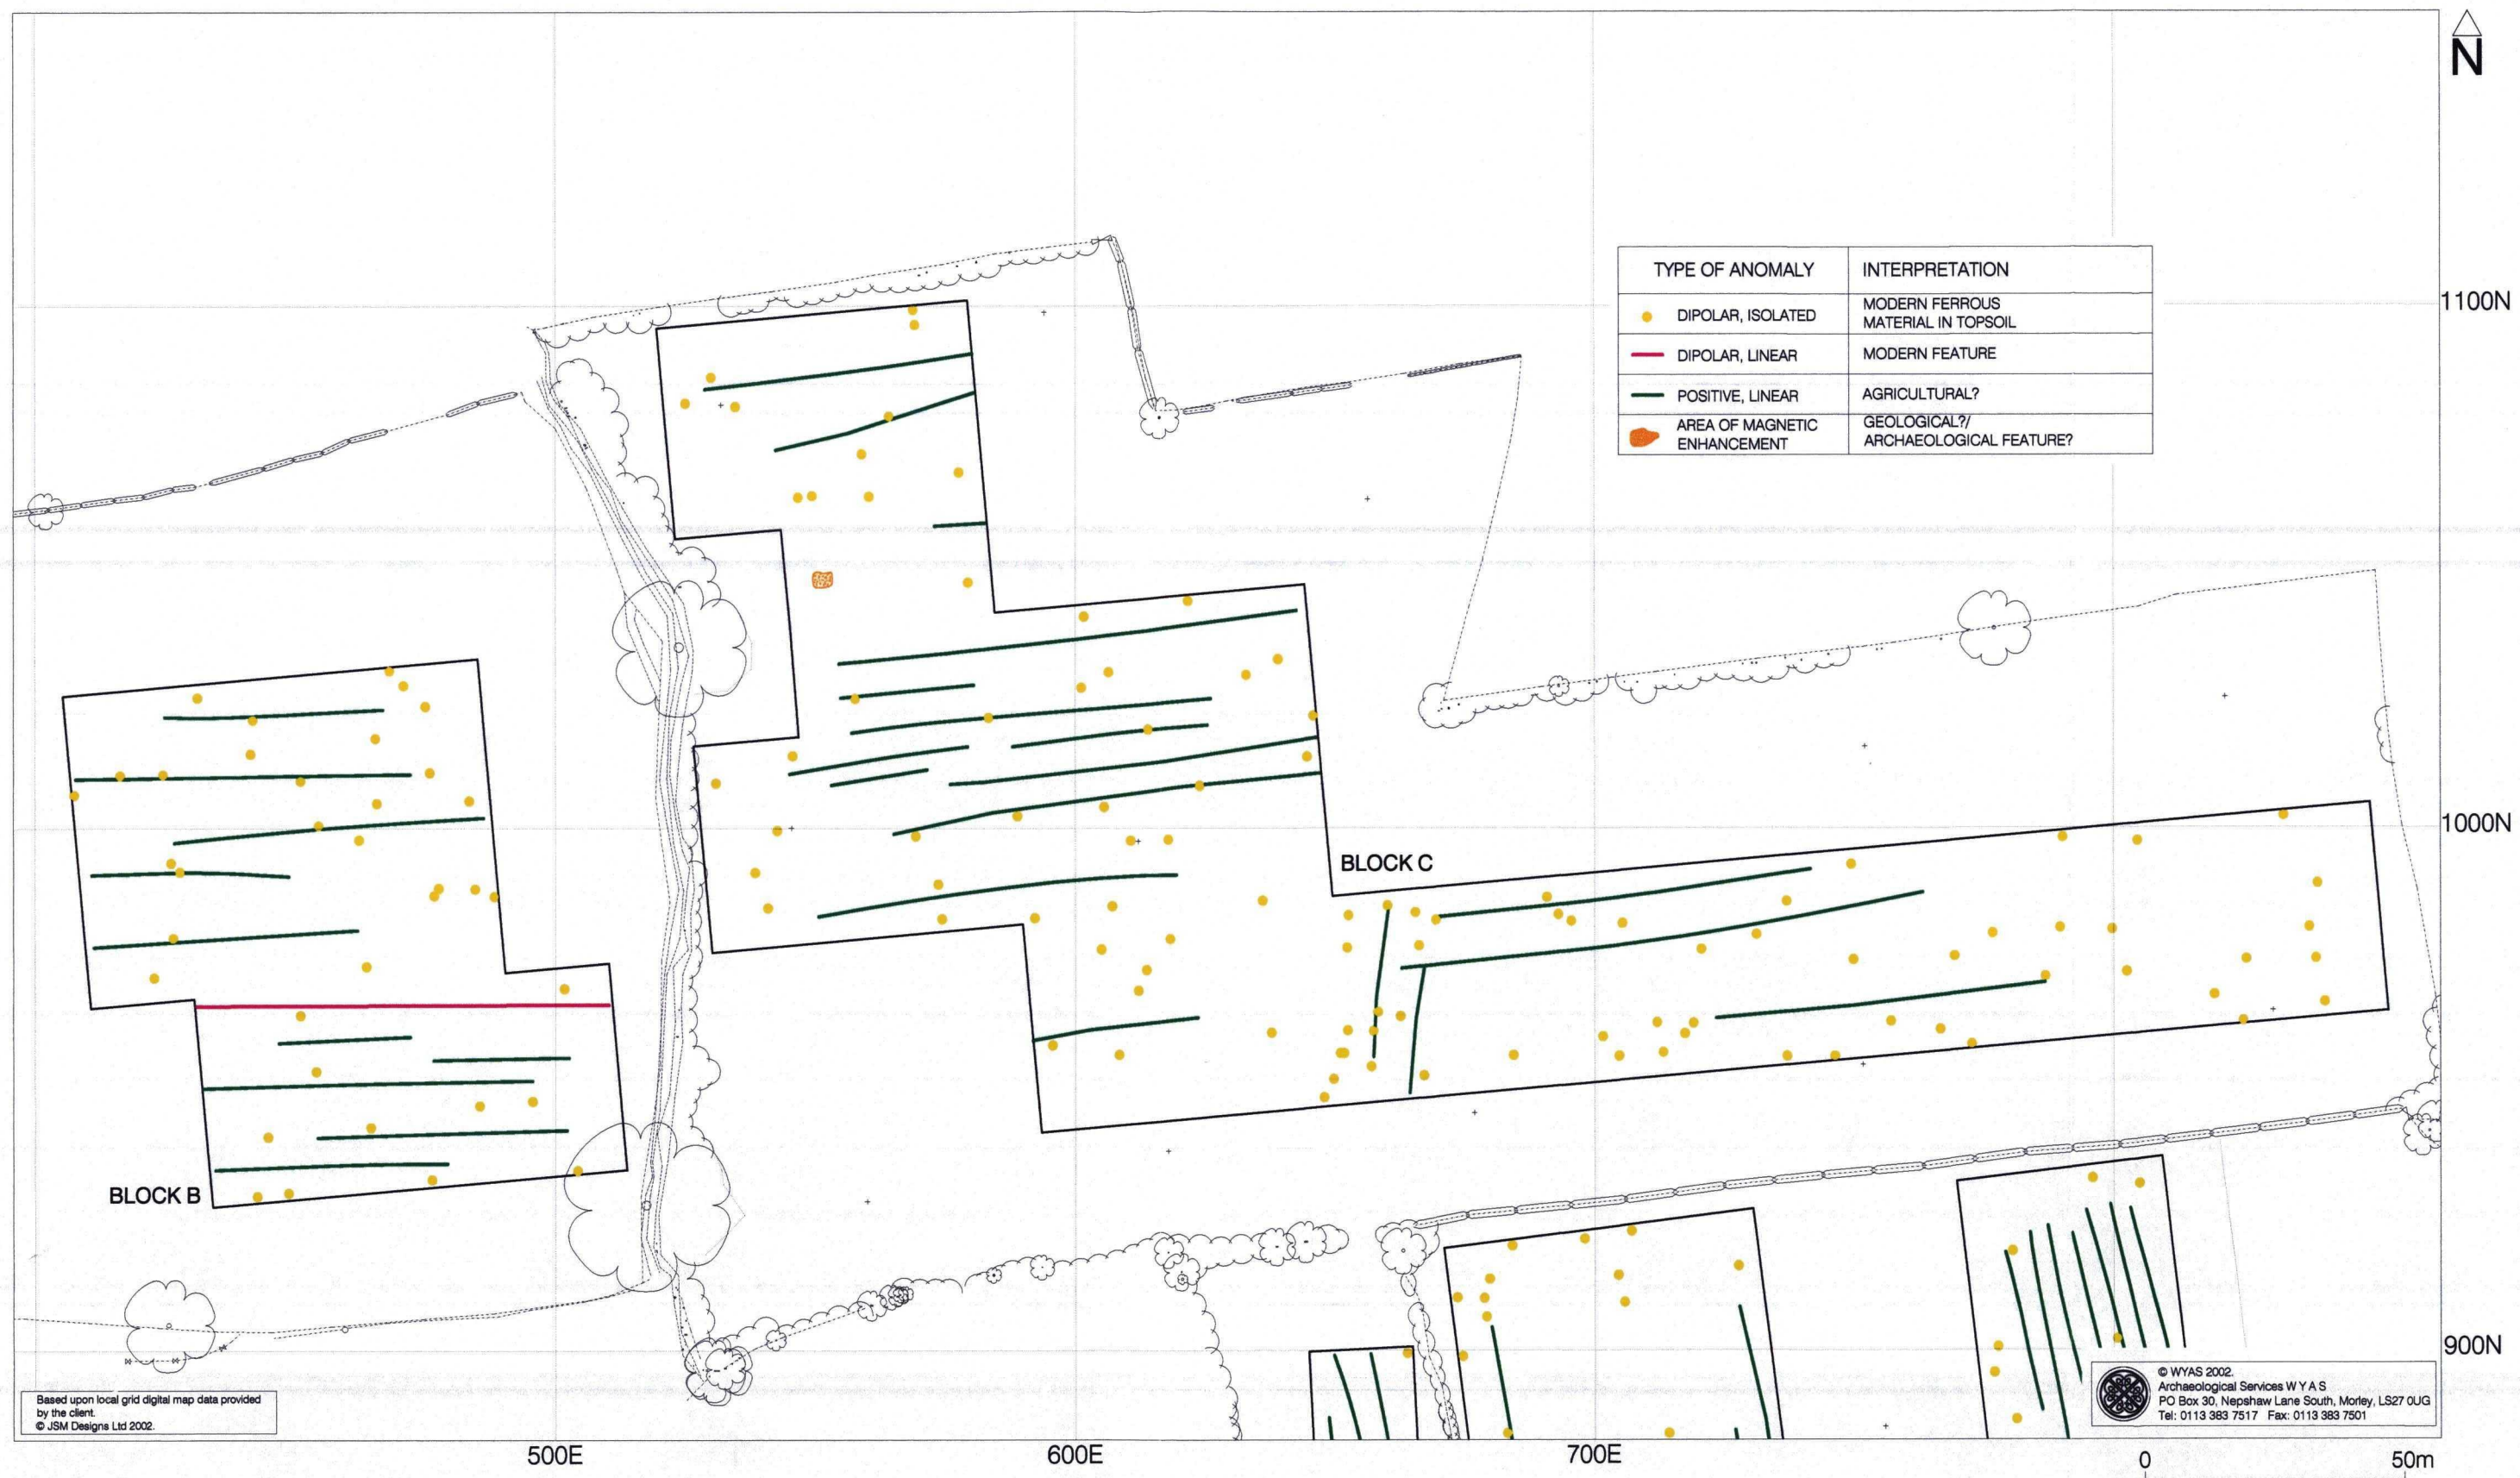 N
TYPE OF ANOMALY INTERPRETATION
DIPOLAR, ISOLATED MODERN FERROUS
MATERIAL IN TOPSOIL
DIPOLAR, LINEAR MODERN FEATURE
POSITIVE, LINEAR AGRICULTURAL?
AREA OF MAGNETIC
ENHANCEMENT
GEOLOGICAL?/
ARCHAEOLOGICAL FEATURE?
1100N
1000N
BLOCK C
BLOCK B
900N
Based upon local grid digital map data provided
by the client.
© JSM Designs Ltd 2002.
© WYAS 2002.
Archaeological Services W Y A S
PO Box 30, Nepshaw Lane South, Morley, LS27 0UG
Tel: 0113 383 7517 Fax: 0113 383 7501
500E
600E
700E
0
50m